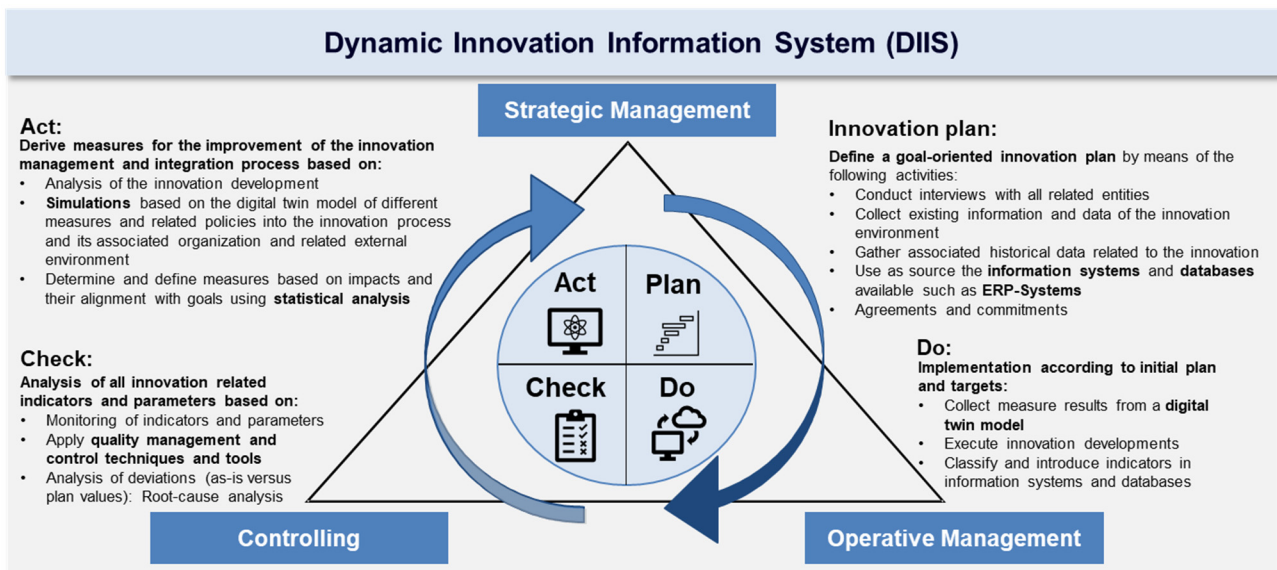 Dynamic Innovation Information System (DIIS)
Strategic Management
Act:
Derive measures for the improvement of the innovation
management and integration process based on:
• Analysis of the innovation development
• Simulations based on the digital twin model of different
measures and related policies into the innovation process
and its associated organization and related external
environment
• Determine and define measures based on impacts and
their alignment with goals using statistical analysis
Innovation plan:
Define a goal-oriented innovation plan by means of the
following activities:
• Conduct interviews with all related entities
• Collect existing information and data of the innovation
environment
• Gather associated historical data related to the innovation
• Use as source the information systems and databases
available such as ERP-Systems
• Agreements and commitments
Act
Plan
Check
Do
Check:
Analysis of all innovation related
indicators and parameters based on:
• Monitoring of indicators and parameters
• Apply quality management and
control techniques and tools
• Analysis of deviations (as-is versus
plan values): Root-cause analysis
Do:
Implementation according to initial plan
and targets:
• Collect measure results from a digital
twin model
• Execute innovation developments
• Classify and introduce indicators in
information systems and databases
Controlling
Operative Management